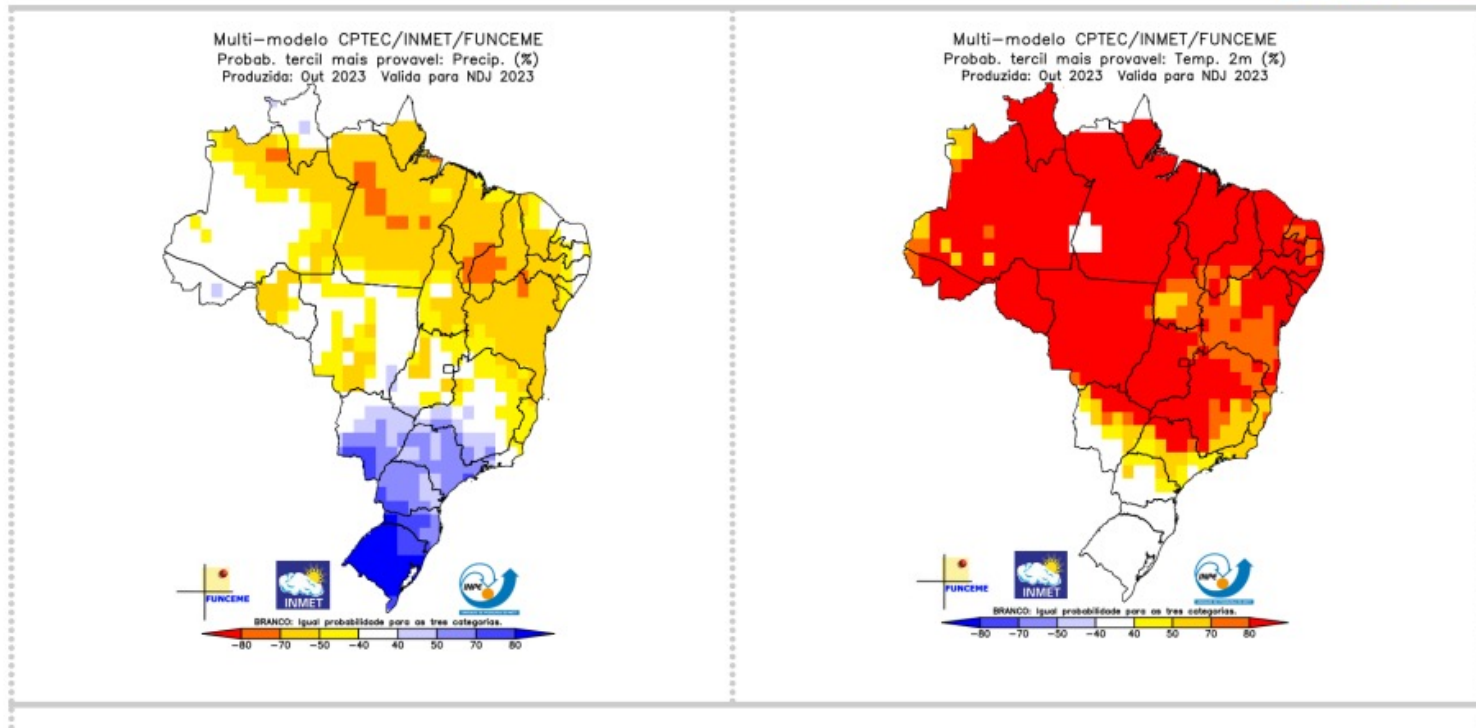 Multi-modelo CPTEC/INMET/FUNCEME
Probab. tercil mais provavel: Precip. (%)
Produzida: Out 2023 Valida para NDJ 2023
FUNCEME
INMET
INPE
BRANCO: Igual probabilidade para as tres categorias.
-80 -70 -50 -40 40 50 70 80
Multi-modelo CPTEC/INMET/FUNCEME
Probab. tercil mais provavel: Temp. 2m (%)
Produzida: Out 2023 Valida para NDJ 2023
FUNCEME
INMET
INPE
BRANCO: Igual probabilidade para as tres categorias.
-80 -70 -50 -40 40 50 70 80